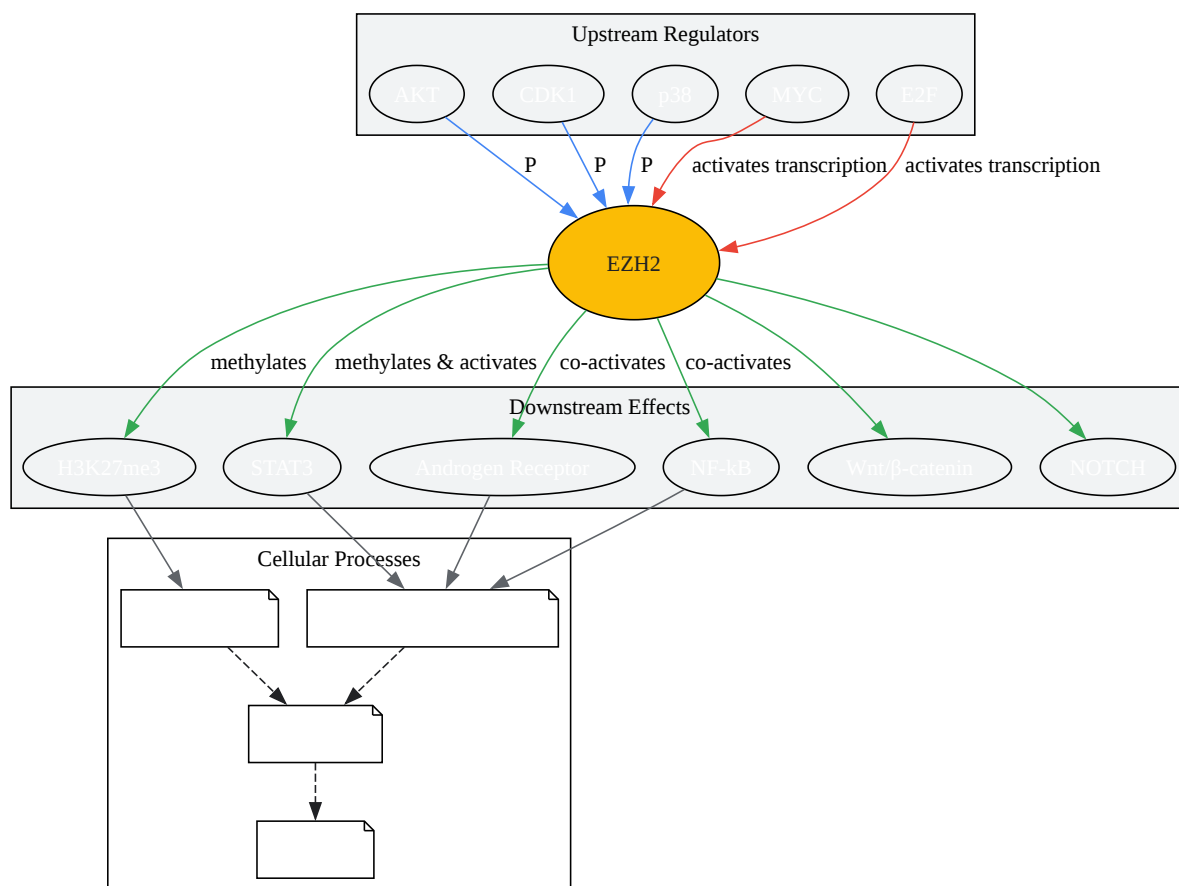 Upstream Regulators
AKT
CDK1
p38
MYC
E2F
P
P
P
activates transcription
activates transcription
EZH2
methylates
methylates & activates
co-activates
co-activates
Downstream Effects
H3K27me3
STAT3
Androgen Receptor
NF-kB
Wnt/β-catenin
NOTCH
Cellular Processes